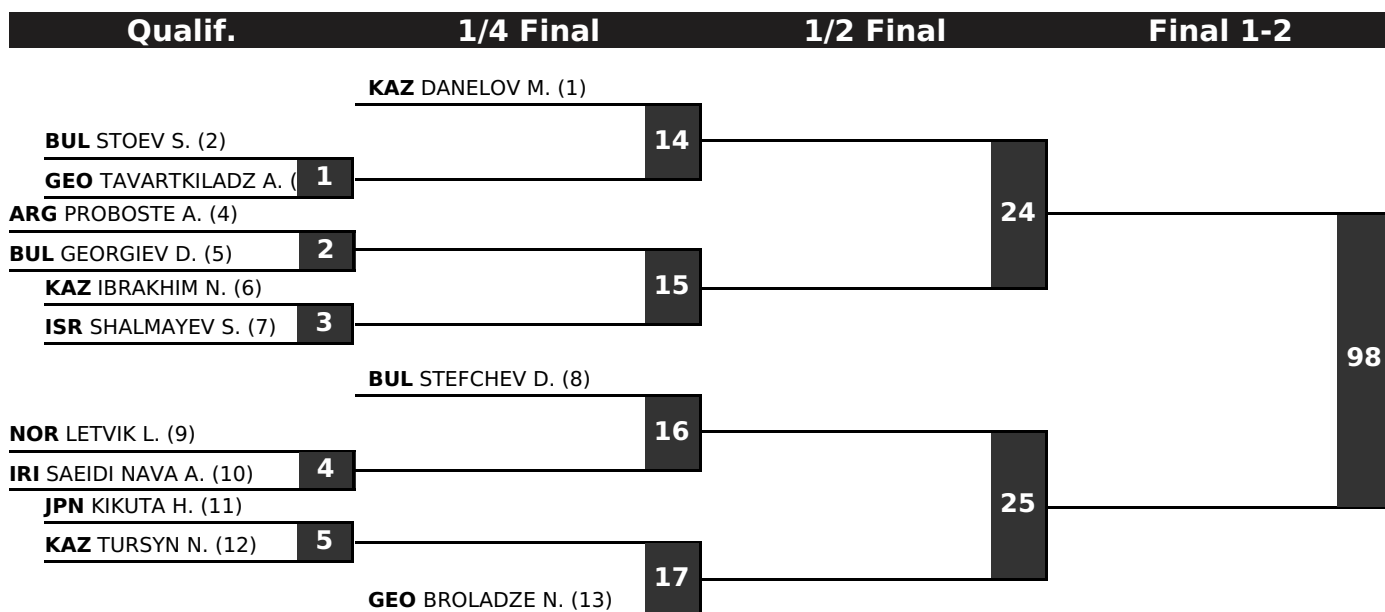 Qualif. 1/4 Final 1/2 Final Final 1-2
KAZ DANELOV M. (1)
14
BUL STOEV S. (2)
GEO TAVARTKILADZ A. (
1
24
ARG PROBOSTE A. (4)
BUL GEORGIEV D. (5)
2
15
KAZ IBRAKHIM N. (6)
ISR SHALMAYEV S. (7)
3
98
BUL STEFCHEV D. (8)
16
NOR LETVIK L. (9)
IRI SAEIDI NAVA A. (10)
4
25
JPN KIKUTA H. (11)
KAZ TURSYN N. (12)
5
17
GEO BROLADZE N. (13)